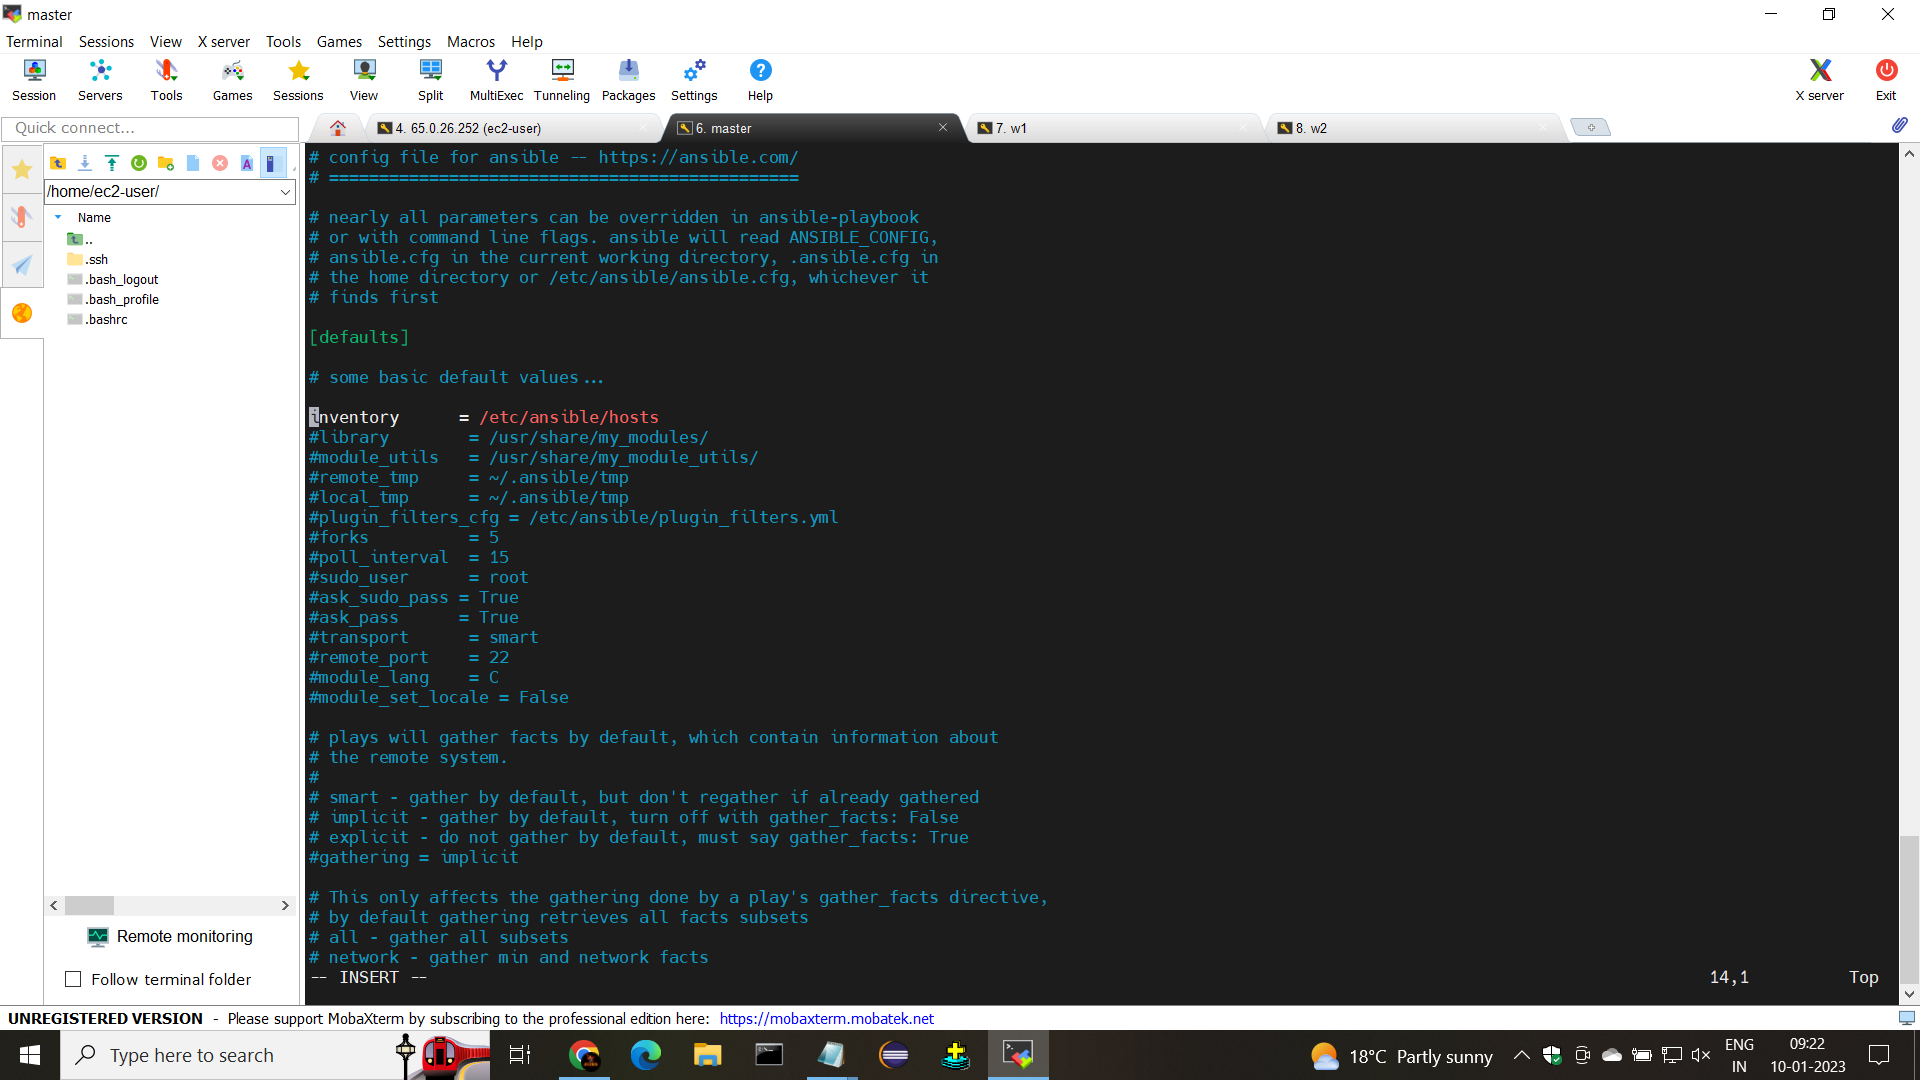 master
Terminal Sessions View X server Tools Games Settings Macros Help
Session Servers Tools Games Sessions View Split MultiExec Tunneling Packages Settings Help X server Exit
Quick connect...
4. 65.0.26.252 (ec2-user) 6. master 7. w1 8. w2
/home/ec2-user/
Name
..
.ssh
.bash_logout
.bash_profile
.bashrc
Remote monitoring
Follow terminal folder
# config file for ansible -- https://ansible.com/
# ===============================================
# nearly all parameters can be overridden in ansible-playbook
# or with command line flags. ansible will read ANSIBLE_CONFIG,
# ansible.cfg in the current working directory, .ansible.cfg in
# the home directory or /etc/ansible/ansible.cfg, whichever it
# finds first
[defaults]
# some basic default values...
inventory      = /etc/ansible/hosts
#library        = /usr/share/my_modules/
#module_utils   = /usr/share/my_module_utils/
#remote_tmp     = ~/.ansible/tmp
#local_tmp      = ~/.ansible/tmp
#plugin_filters_cfg = /etc/ansible/plugin_filters.yml
#forks          = 5
#poll_interval  = 15
#sudo_user      = root
#ask_sudo_pass = True
#ask_pass      = True
#transport      = smart
#remote_port    = 22
#module_lang    = C
#module_set_locale = False
# plays will gather facts by default, which contain information about
# the remote system.
#
# smart - gather by default, but don't regather if already gathered
# implicit - gather by default, turn off with gather_facts: False
# explicit - do not gather by default, must say gather_facts: True
#gathering = implicit
# This only affects the gathering done by a play's gather_facts directive,
# by default gathering retrieves all facts subsets
# all - gather all subsets
# network - gather min and network facts
-- INSERT -- 14,1 Top
UNREGISTERED VERSION - Please support MobaXterm by subscribing to the professional edition here: https://mobaxterm.mobatek.net
Type here to search
18°C Partly sunny
ENG
IN
09:22
10-01-2023